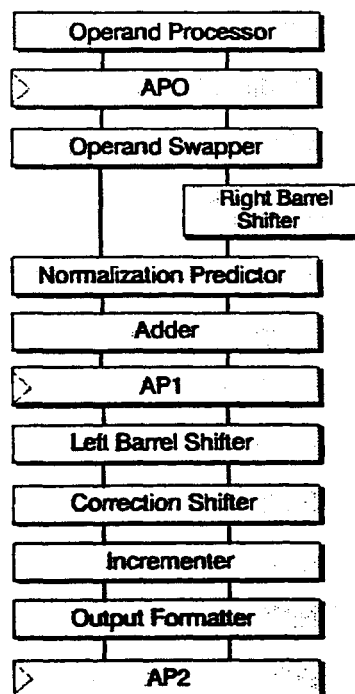 Operand Processor
AP0
Operand Swapper
Right Barrel
Shifter
Normalization Predictor
Adder
AP1
Left Barrel Shifter
Correction Shifter
Incrementer
Output Formatter
AP2